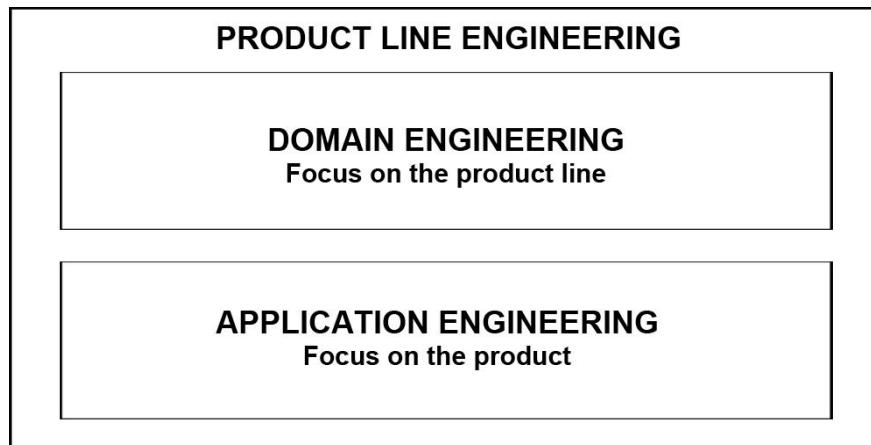 PRODUCT LINE ENGINEERING
DOMAIN ENGINEERING
Focus on the product line
APPLICATION ENGINEERING
Focus on the product